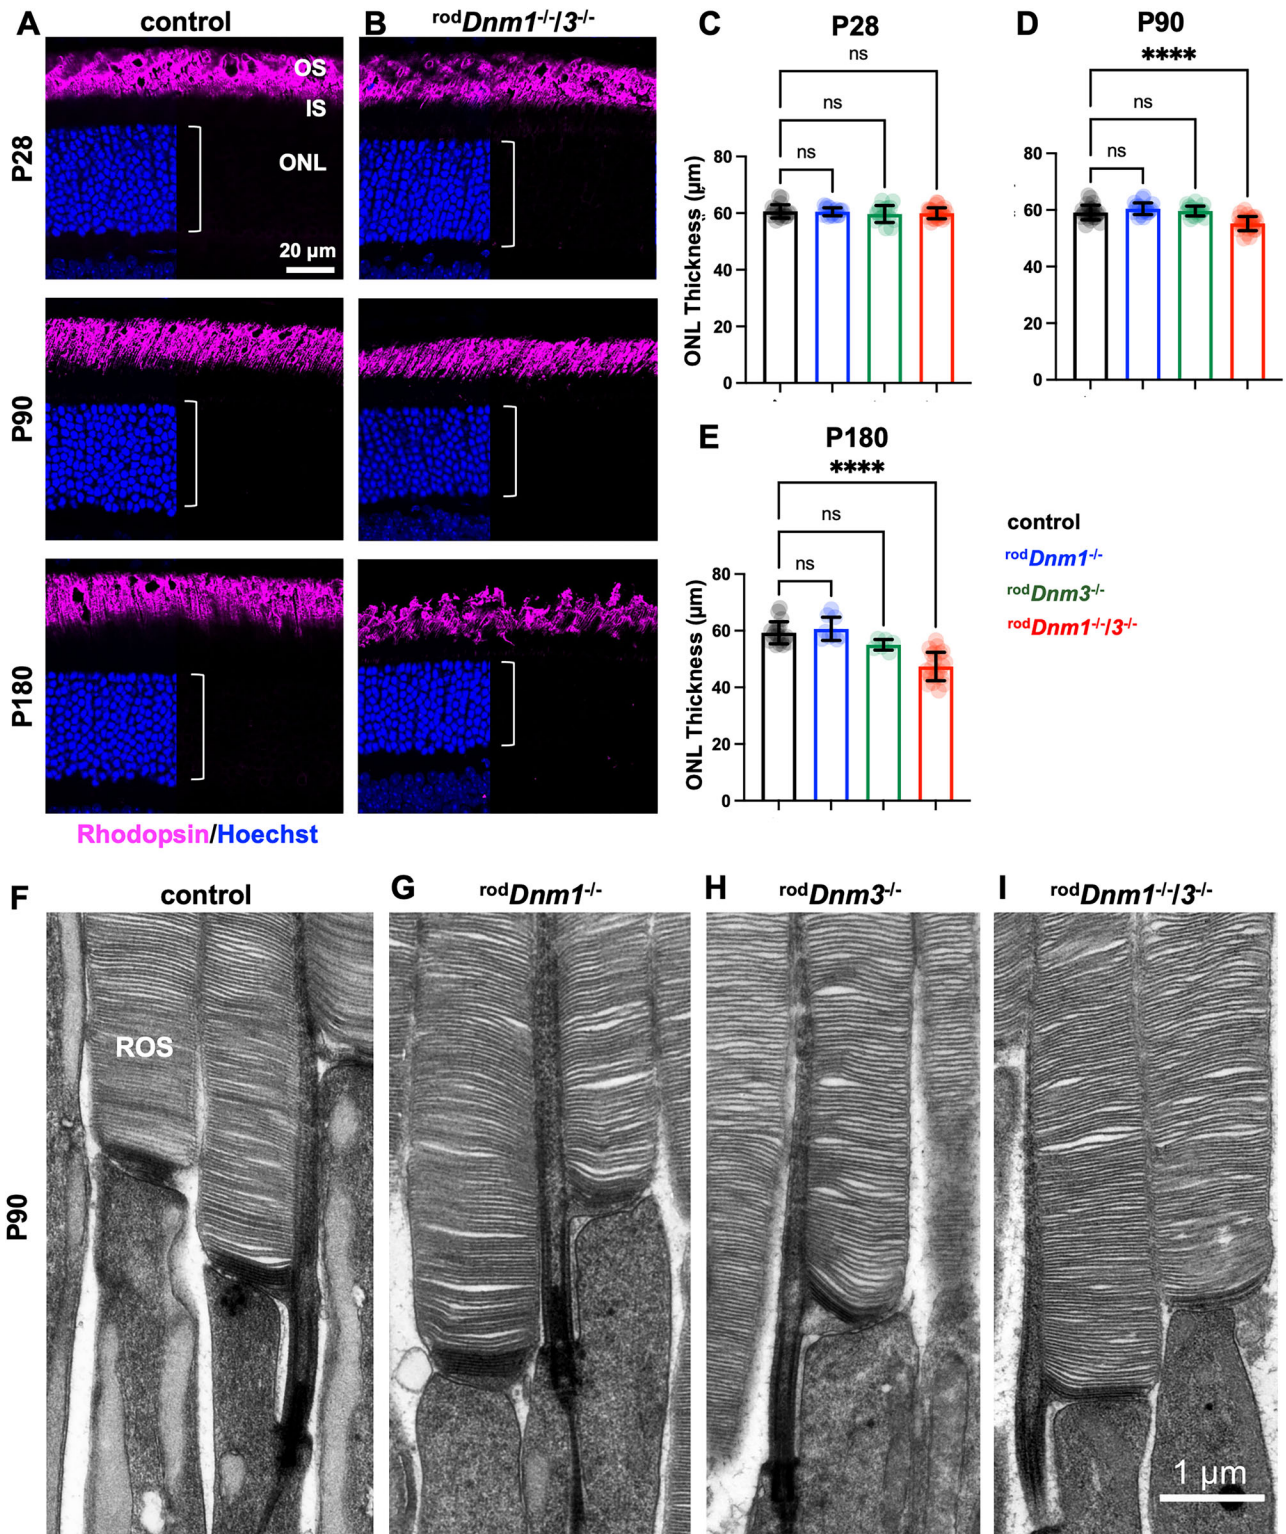 A control
B rodDnm1-/-/3-/-
P28
OS
IS
ONL
20 µm
P90
P180
Rhodopsin/Hoechst
C P28
ns
ns
ns
ONL Thickness (µm)
80
60
40
20
0
D P90
****
ns
ns
80
60
40
20
0
E P180
****
ns
ns
ONL Thickness (µm)
80
60
40
20
0
control
rodDnm1-/-
rodDnm3-/-
rodDnm1-/-/3-/-
F control
G rodDnm1-/-
H rodDnm3-/-
I rodDnm1-/-/3-/-
P90
ROS
1 µm